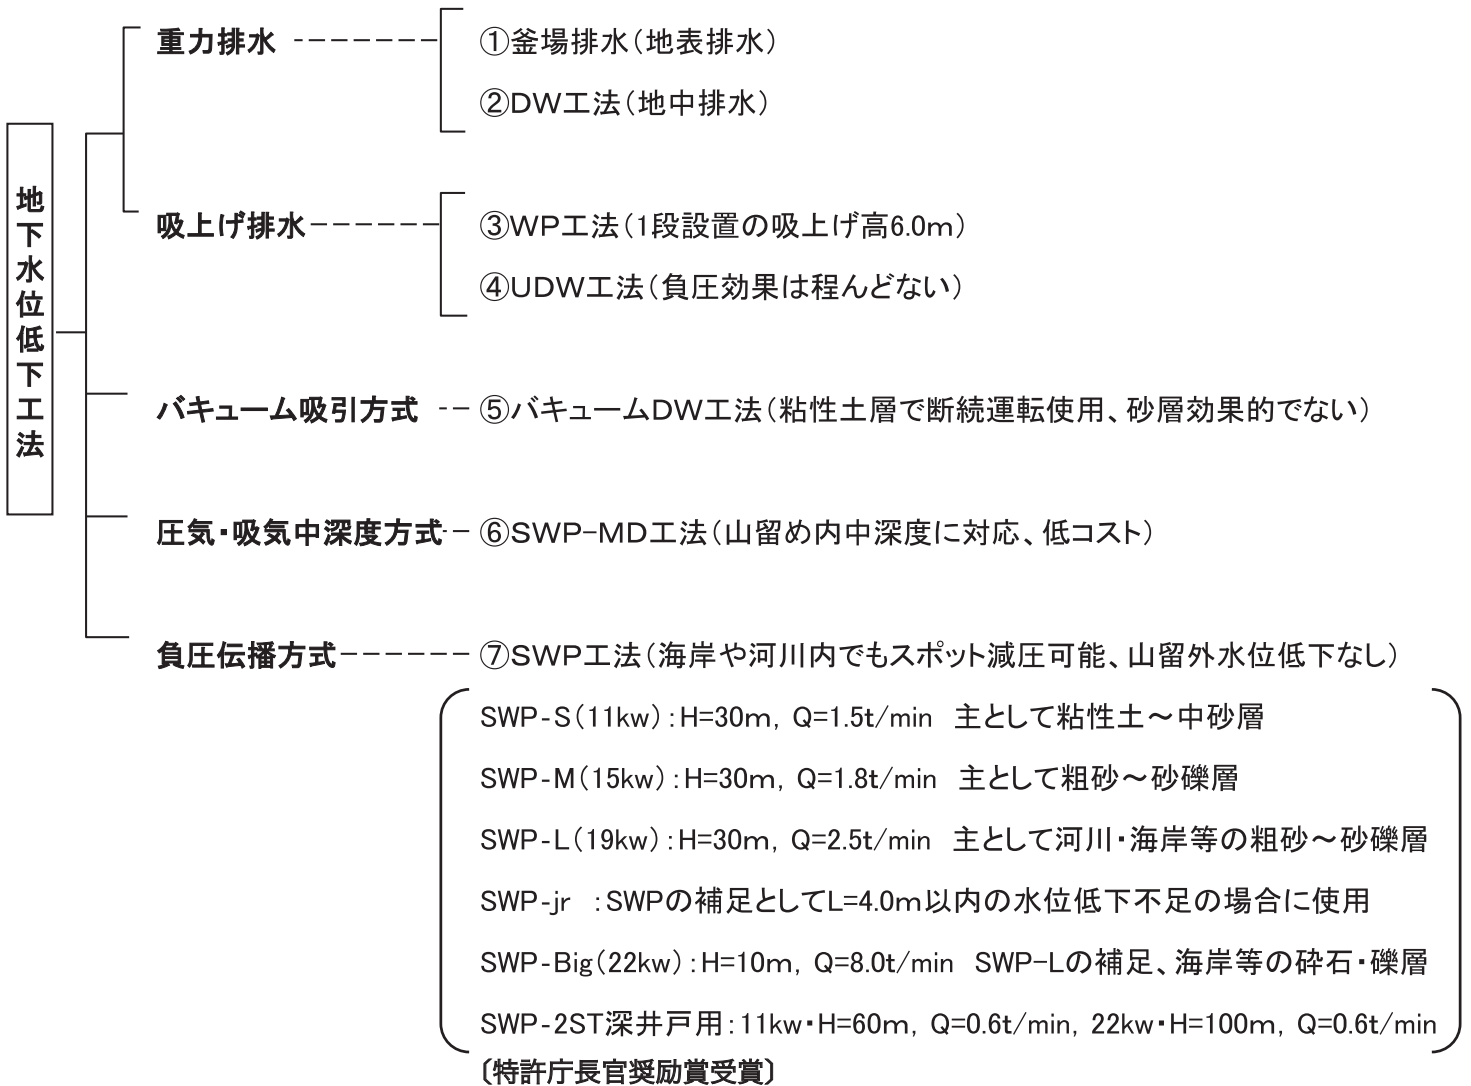 地下水位低下工法
重力排水
①釜場排水（地表排水）
②DW工法（地中排水）
吸上げ排水
③WP工法（1段設置の吸上げ高6.0m）
④UDW工法（負圧効果は程んどない）
バキューム吸引方式
⑤バキュームDW工法（粘性土層で断続運転使用、砂層効果的でない）
圧気・吸気中深度方式
⑥SWP-MD工法（山留め内中深度に対応、低コスト）
負圧伝播方式
⑦SWP工法（海岸や河川内でもスポット減圧可能、山留外水位低下なし）
SWP-S（11kw）：H=30m，Q=1.5t/min　主として粘性土～中砂層
SWP-M（15kw）：H=30m，Q=1.8t/min　主として粗砂～砂礫層
SWP-L（19kw）：H=30m，Q=2.5t/min　主として河川・海岸等の粗砂～砂礫層
SWP-jr　：SWPの補足としてL=4.0m以内の水位低下不足の場合に使用
SWP-Big（22kw）：H=10m，Q=8.0t/min　SWP-Lの補足、海岸等の砕石・礫層
SWP-2ST深井戸用：11kw・H=60m，Q=0.6t/min，22kw・H=100m，Q=0.6t/min
〔特許庁長官奨励賞受賞〕